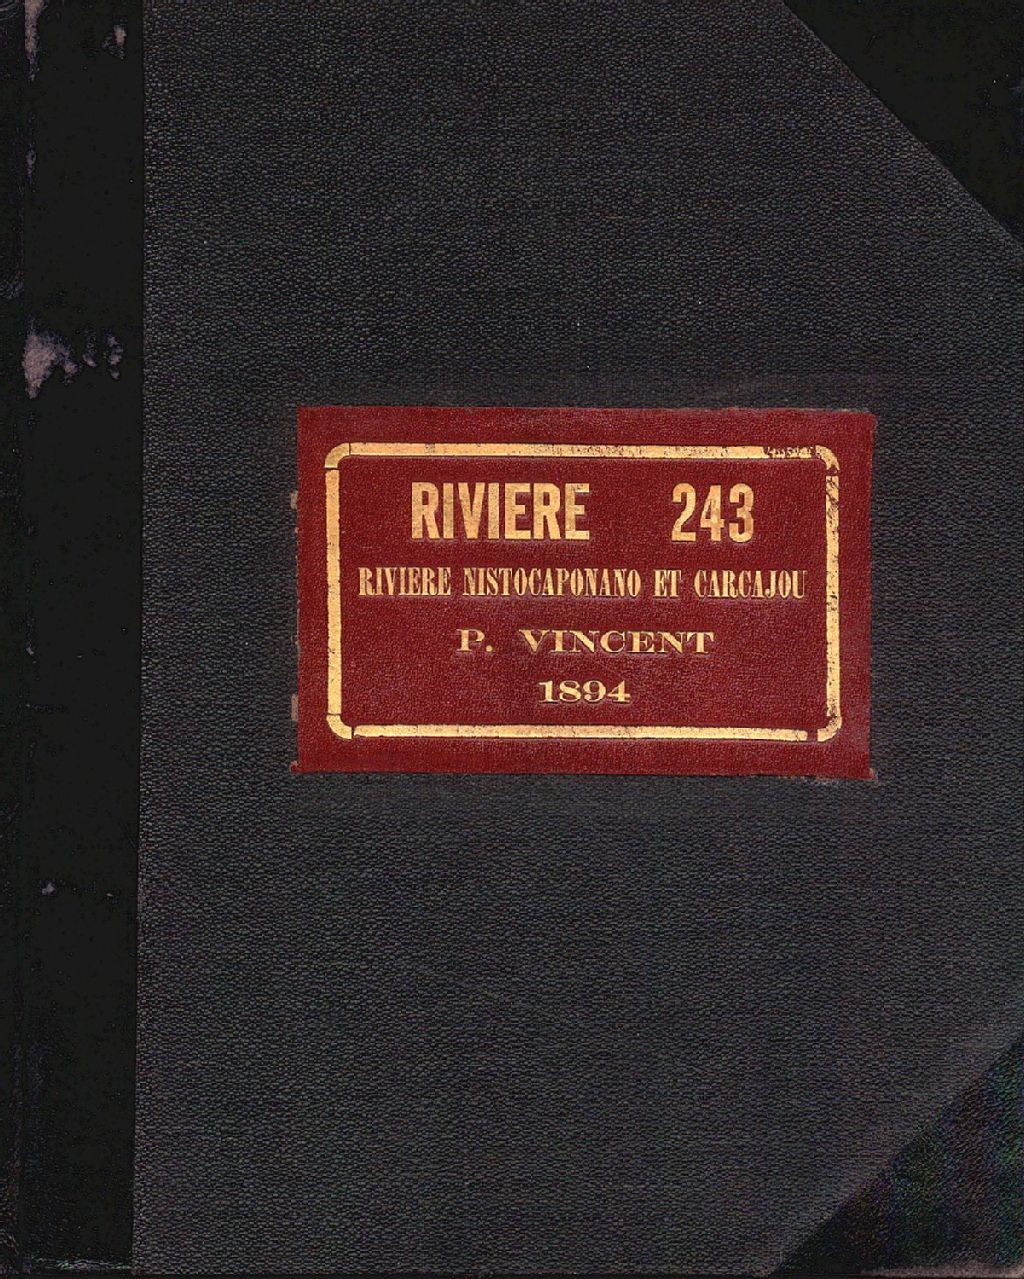 RIVIERE 243
RIVIERE NISTOCAPONANO ET CARCAJOU
P. VINCENT
1894